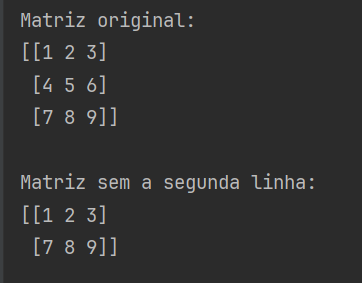 Matriz original:
[[1 2 3]
 [4 5 6]
 [7 8 9]]

Matriz sem a segunda linha:
[[1 2 3]
 [7 8 9]]